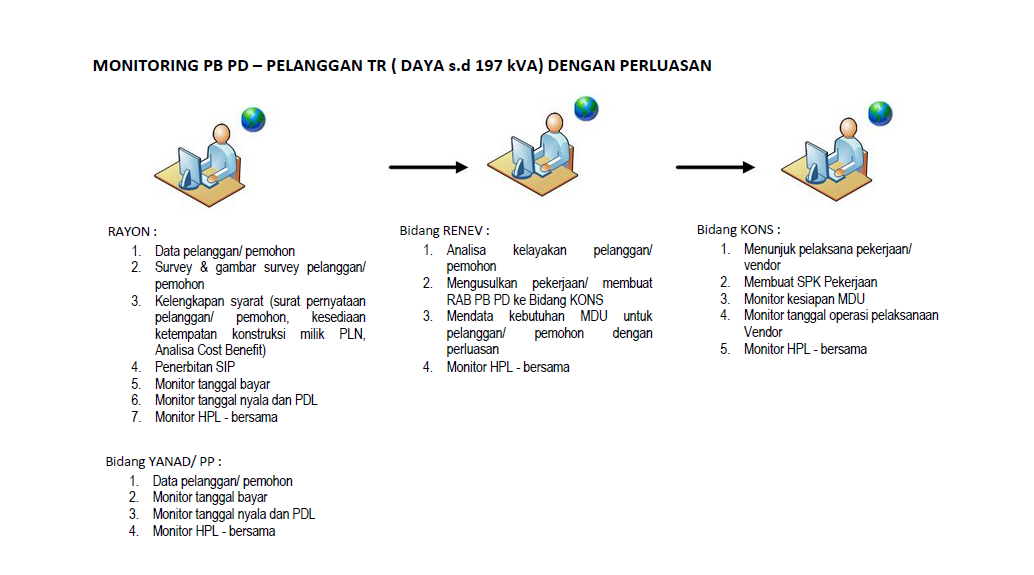 MONITORING PB PD – PELANGGAN TR ( DAYA s.d 197 kVA) DENGAN PERLUASAN
RAYON :
1. Data pelanggan/ pemohon
2. Survey & gambar survey pelanggan/
pemohon
3. Kelengkapan syarat (surat pernyataan
pelanggan/ pemohon, kesediaan
ketempatan konstruksi milik PLN,
Analisa Cost Benefit)
4. Penerbitan SIP
5. Monitor tanggal bayar
6. Monitor tanggal nyala dan PDL
7. Monitor HPL - bersama
Bidang YANAD/ PP :
1. Data pelanggan/ pemohon
2. Monitor tanggal bayar
3. Monitor tanggal nyala dan PDL
4. Monitor HPL - bersama
Bidang RENEV :
1. Analisa kelayakan pelanggan/
pemohon
2. Mengusulkan pekerjaan/ membuat
RAB PB PD ke Bidang KONS
3. Mendata kebutuhan MDU untuk
pelanggan/ pemohon dengan
perluasan
4. Monitor HPL - bersama
Bidang KONS :
1. Menunjuk pelaksana pekerjaan/
vendor
2. Membuat SPK Pekerjaan
3. Monitor kesiapan MDU
4. Monitor tanggal operasi pelaksanaan
Vendor
5. Monitor HPL - bersama